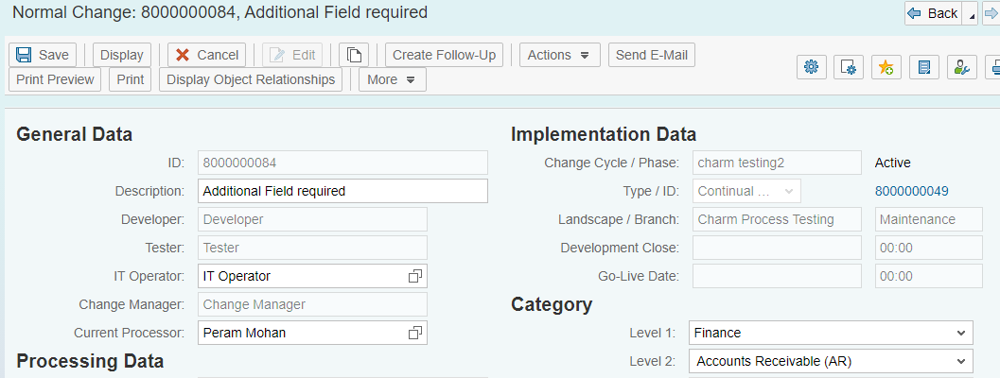 Normal Change: 8000000084, Additional Field required
Back
Save Display Cancel Edit Create Follow-Up Actions Send E-Mail
Print Preview Print Display Object Relationships More
General Data
ID: 8000000084
Description: Additional Field required
Developer: Developer
Tester: Tester
IT Operator: IT Operator
Change Manager: Change Manager
Current Processor: Peram Mohan
Processing Data
Implementation Data
Change Cycle / Phase: charm testing2 Active
Type / ID: Continual ... 8000000049
Landscape / Branch: Charm Process Testing Maintenance
Development Close: 00:00
Go-Live Date: 00:00
Category
Level 1: Finance
Level 2: Accounts Receivable (AR)